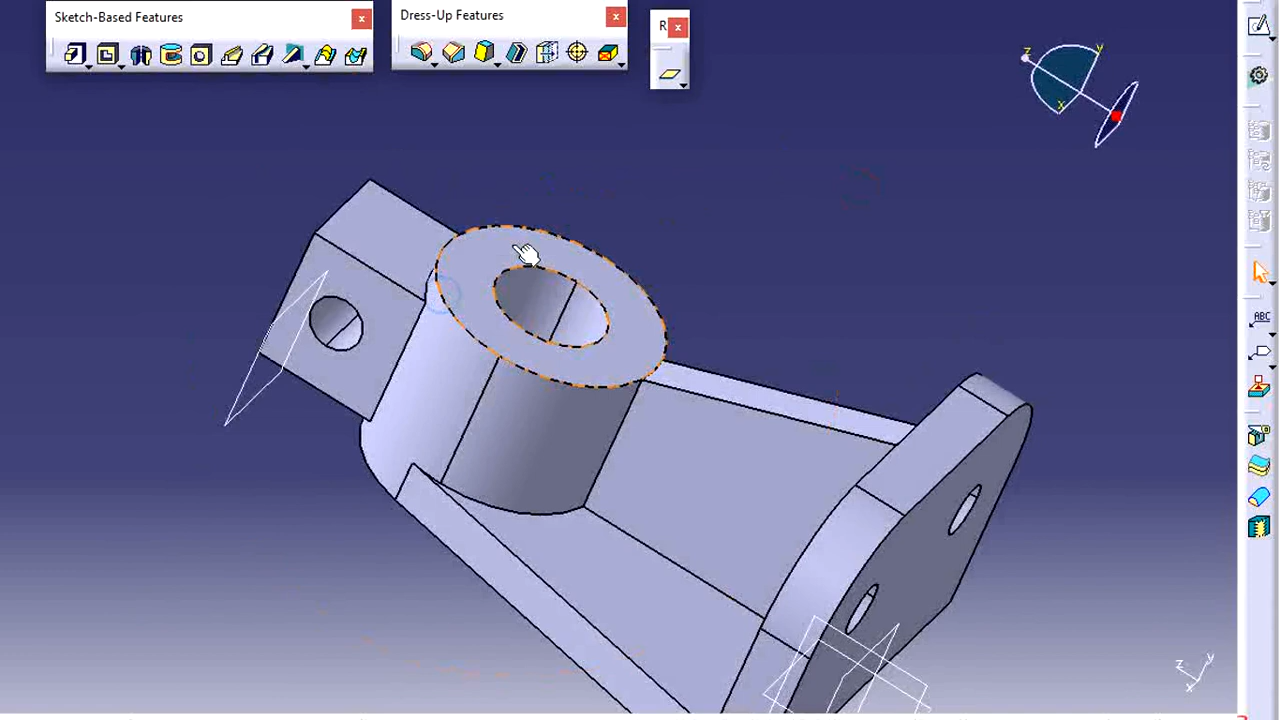 Sketch-Based Features
Dress-Up Features
R
z
y
x
ABC
z
y
x